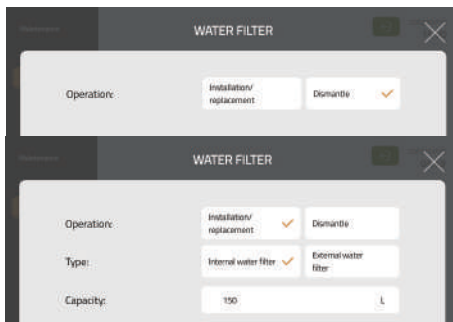 WATER FILTER
Operation:
Installation/
replacement
Dismantle
WATER FILTER
Operation:
Installation/
replacement
Dismantle
Type:
Internal water filter
External water
filter
Capacity:
150
L